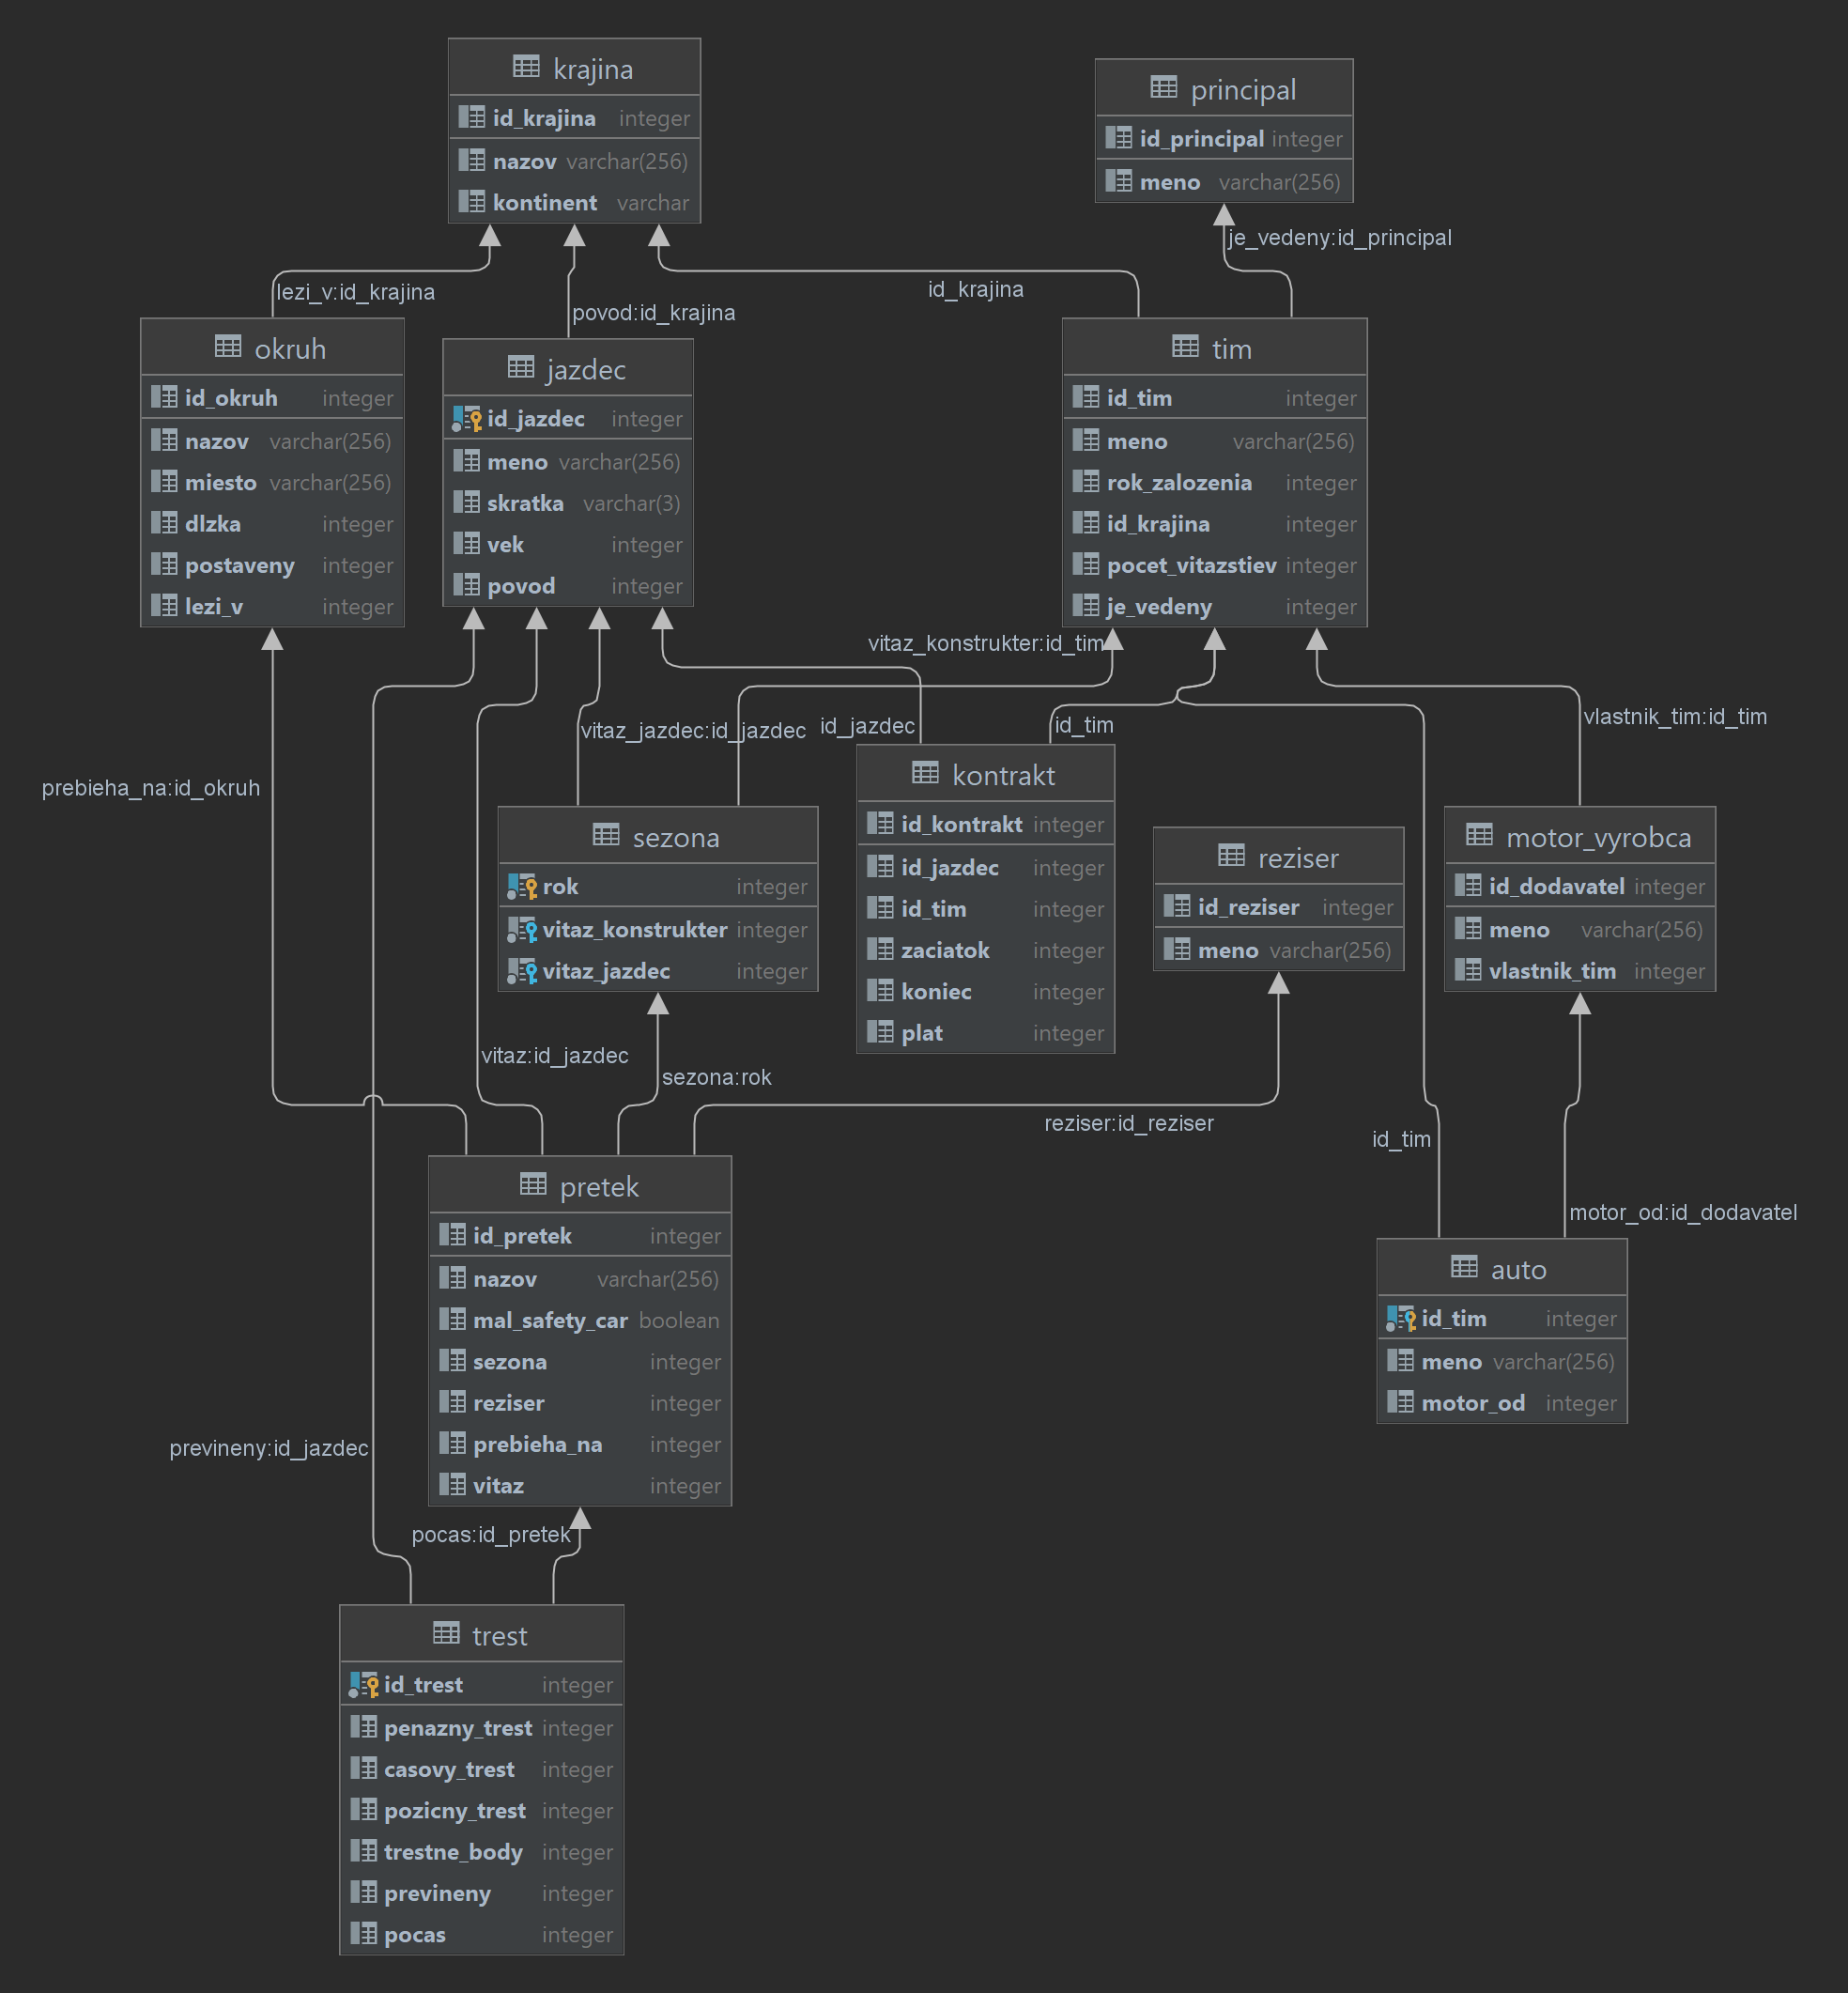 krajina
id_krajina integer
nazov varchar(256)
kontinent varchar
principal
id_principal integer
meno varchar(256)
je_vedeny:id_principal
lezi_v:id_krajina
povod:id_krajina
id_krajina
okruh
id_okruh integer
nazov varchar(256)
miesto varchar(256)
dlzka integer
postaveny integer
lezi_v integer
jazdec
id_jazdec integer
meno varchar(256)
skratka varchar(3)
vek integer
povod integer
tim
id_tim integer
meno varchar(256)
rok_zalozenia integer
id_krajina integer
pocet_vitazstiev integer
je_vedeny integer
vitaz_konstrukter:id_tim
vitaz_jazdec:id_jazdec
id_jazdec
id_tim
vlastnik_tim:id_tim
prebieha_na:id_okruh
sezona
rok integer
vitaz_konstrukter integer
vitaz_jazdec integer
kontrakt
id_kontrakt integer
id_jazdec integer
id_tim integer
zaciatok integer
koniec integer
plat integer
reziser
id_reziser integer
meno varchar(256)
motor_vyrobca
id_dodavatel integer
meno varchar(256)
vlastnik_tim integer
vitaz:id_jazdec
sezona:rok
reziser:id_reziser
id_tim
motor_od:id_dodavatel
pretek
id_pretek integer
nazov varchar(256)
mal_safety_car boolean
sezona integer
reziser integer
prebieha_na integer
vitaz integer
auto
id_tim integer
meno varchar(256)
motor_od integer
previneny:id_jazdec
pocas:id_pretek
trest
id_trest integer
penazny_trest integer
casovy_trest integer
pozicny_trest integer
trestne_body integer
previneny integer
pocas integer